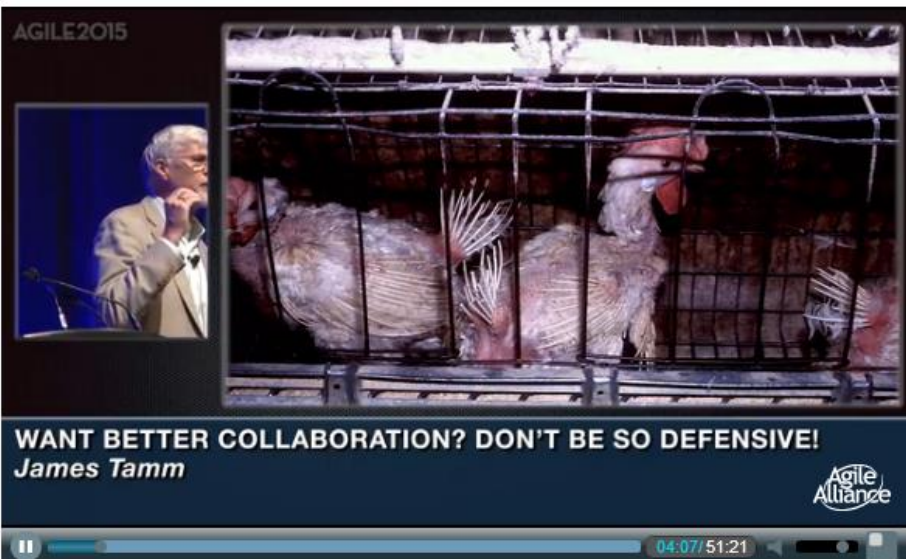 AGILE2015
WANT BETTER COLLABORATION? DON'T BE SO DEFENSIVE!
James Tamm
Agile
Alliance
04:07/51:21